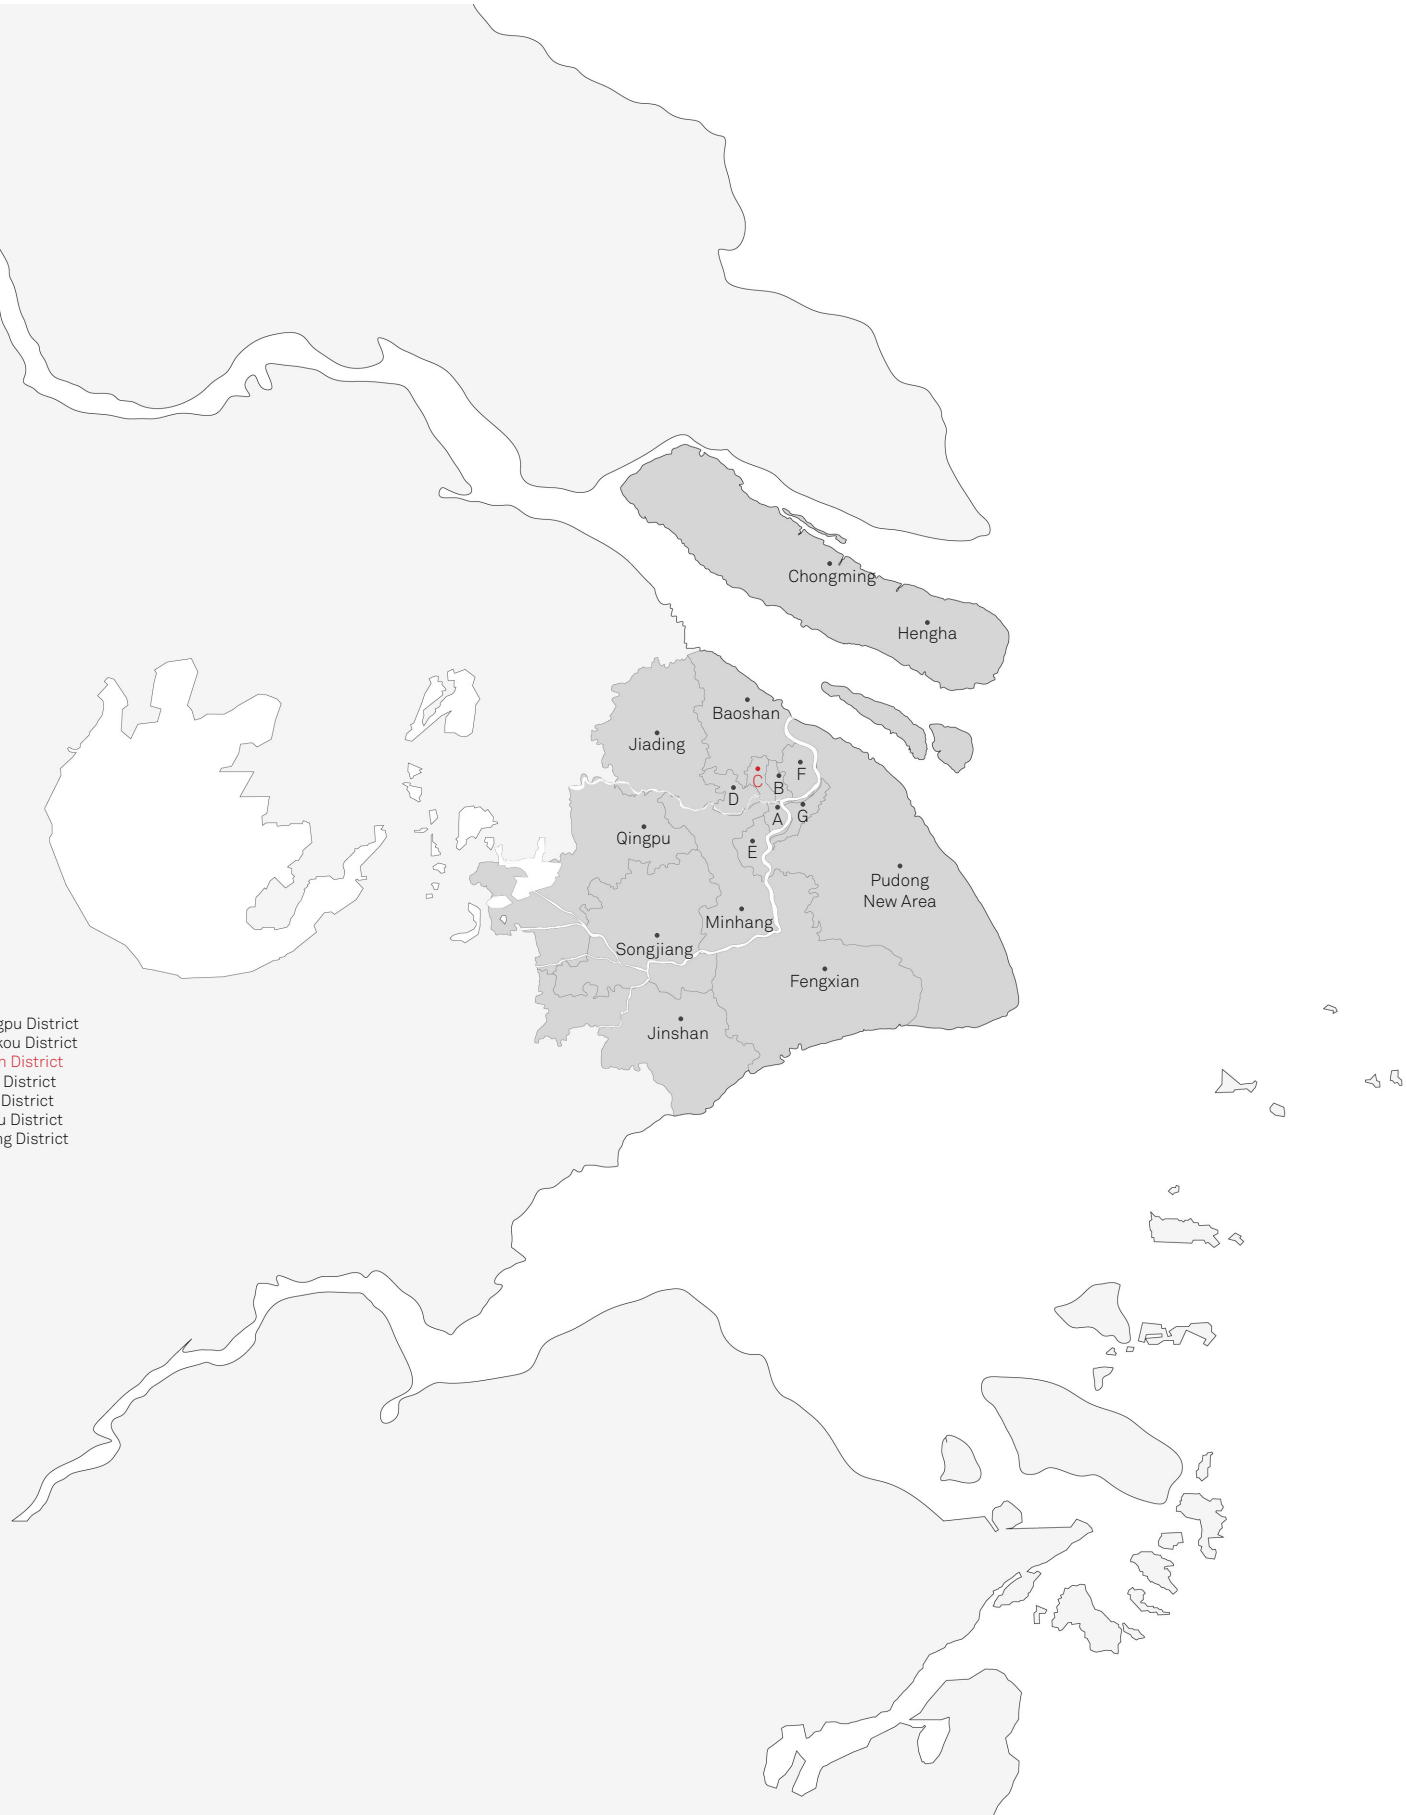 Chongming
Hengha
Baoshan
Jiading
C
F
B
D
A
G
Qingpu
E
Pudong
New Area
Minhang
Songjiang
Fengxian
Jinshan
gpu District
kou District
n District
District
District
u District
ng District